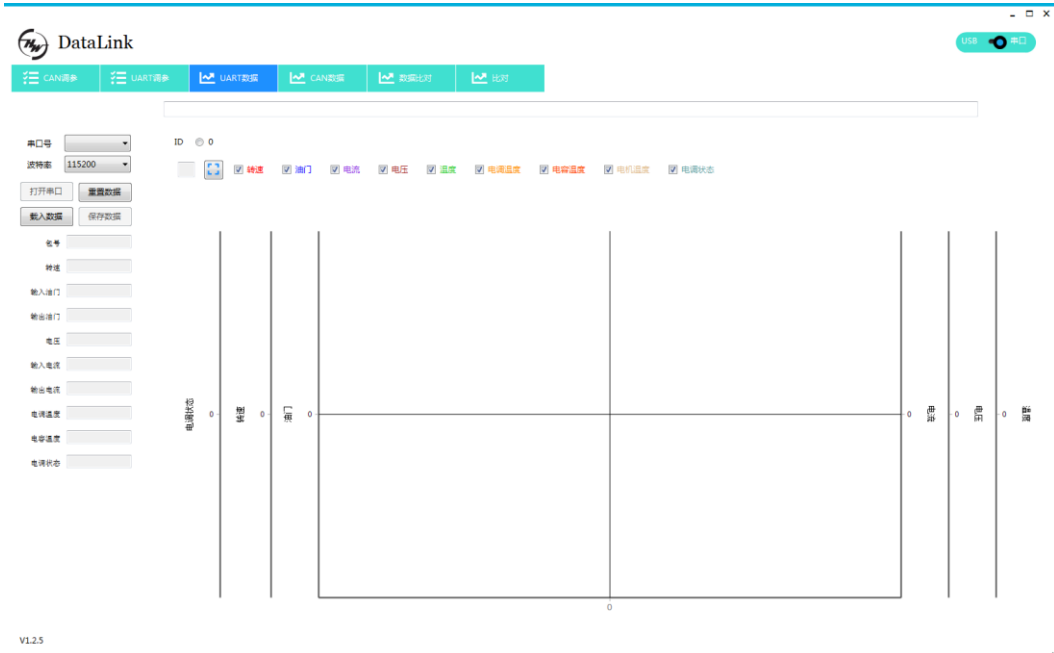 HW DataLink
USB 串口
CAN调参 UART调参 UART数据 CAN数据 数据比对 比对
串口号
波特率 115200
打开串口 重置数据
载入数据 保存数据
包号
转速
输入油门
输出油门
电压
输入电流
输出电流
电调温度
电容温度
电调状态
ID 0
转速 油门 电流 电压 温度 电调温度 电容温度 电机温度 电调状态
电调状态 0 转速 0 油门 0 0 电流 0 电压 0 温度
0
V1.2.5